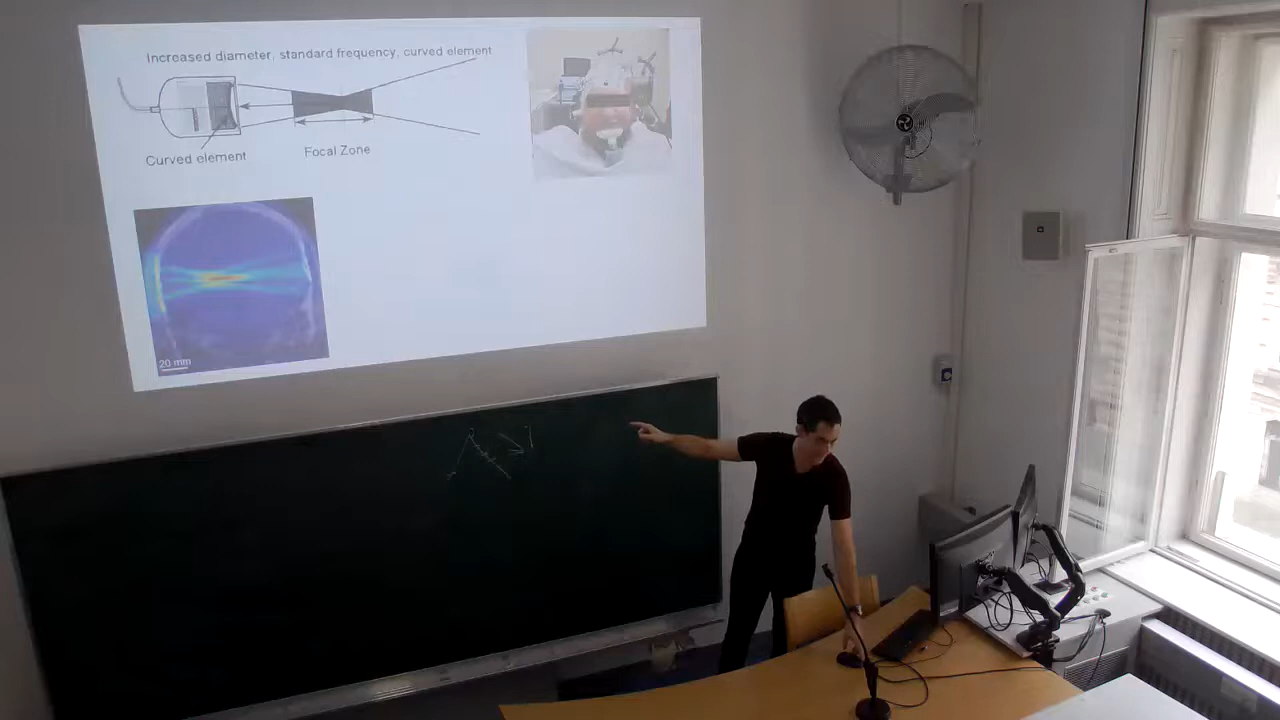 Increased diameter, standard frequency, curved element
Curved element
Focal Zone
20 mm